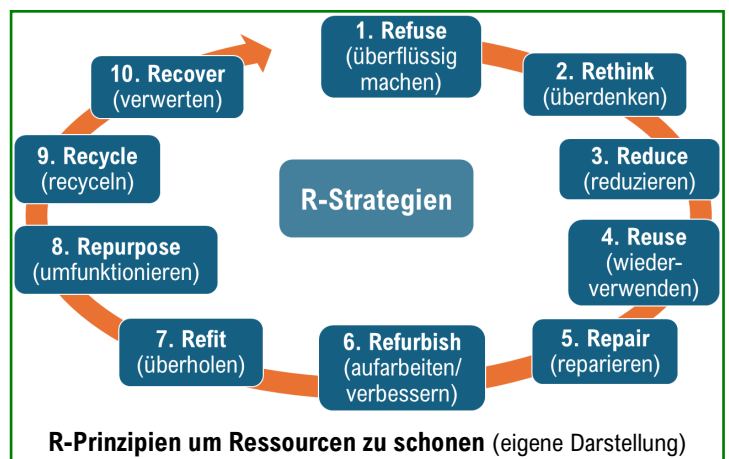 1. Refuse
(überflüssig
machen)
2. Rethink
(überdenken)
3. Reduce
(reduzieren)
4. Reuse
(wieder-
verwenden)
5. Repair
(reparieren)
6. Refurbish
(aufarbeiten/
verbessern)
7. Refit
(überholen)
8. Repurpose
(umfunktionieren)
9. Recycle
(recyceln)
10. Recover
(verwerten)
R-Strategien
R-Prinzipien um Ressourcen zu schonen (eigene Darstellung)